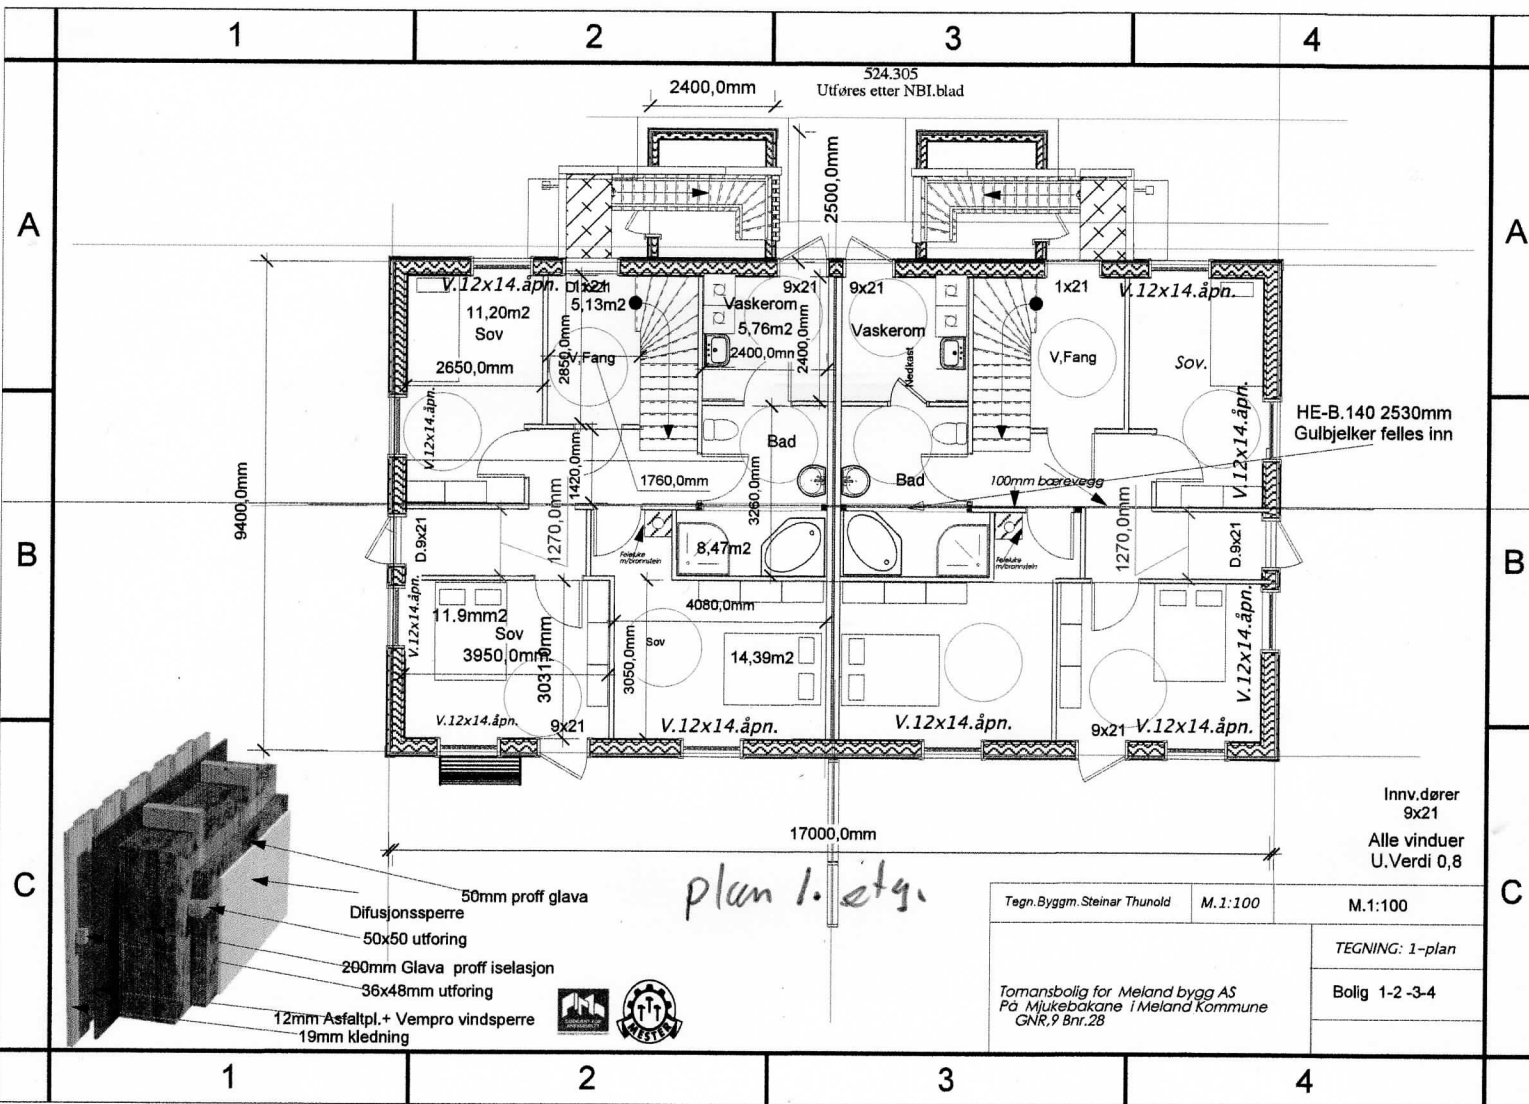 1 2 3 4
A
B
C
A
B
C
524.305
Utføres etter NBI.blad
2400,0mm
2500,0mm
V.12x14.åpn.
11,20m2
Sov
2650,0mm
V.12x14.åpn.
1x21
5,13m2
2850,0mm
V,Fang
Vaskerom
5,76m2
2400,0mn
2400,0mm
9x21
9x21
Vaskerom
Nedkast
1x21
V,Fang
V.12x14.åpn.
Sov.
V.12x14.åpn.
HE-B.140 2530mm
Gulbjelker felles inn
9400,0mm
1420,0mm
1760,0mm
Bad
3260,0mm
Bad
100mm bærevegg
D.9x21
1270,0mm
Feieluke
m/brannstein
8,47m2
Feieluke
m/brannstein
1270,0mm
D.9x21
V.12x14.åpn.
11.9mm2
Sov
3950,0mm
3031,0mm
3050,0mm
Sov
4080,0mm
14,39m2
V.12x14.åpn.
V.12x14.åpn.
9x21
V.12x14.åpn.
V.12x14.åpn.
9x21
V.12x14.åpn.
17000,0mm
Innv.dører
9x21
Alle vinduer
U.Verdi 0,8
plan 1. etg.
50mm proff glava
Difusjonssperre
50x50 utforing
200mm Glava proff iselasjon
36x48mm utforing
12mm Asfaltpl.+ Vempro vindsperre
19mm kledning
MESTER
Tegn.Byggm.Steinar Thunold
M.1:100
M.1:100
TEGNING: 1-plan
Tomansbolig for Meland bygg AS
På Mjukebakane i Meland Kommune
GNR,9 Bnr.28
Bolig 1-2 -3-4
1 2 3 4